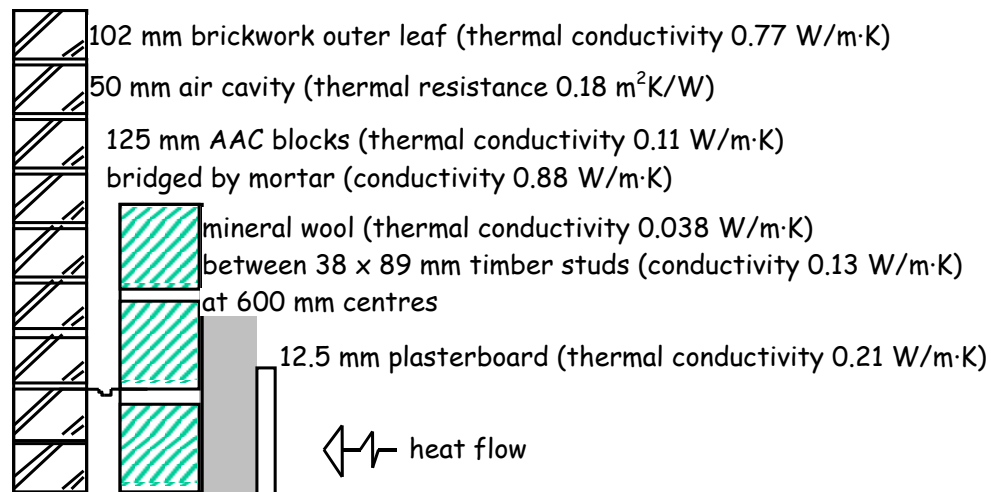 102 mm brickwork outer leaf (thermal conductivity 0.77 W/m·K)
50 mm air cavity (thermal resistance 0.18 m²K/W)
125 mm AAC blocks (thermal conductivity 0.11 W/m·K)
bridged by mortar (conductivity 0.88 W/m·K)
mineral wool (thermal conductivity 0.038 W/m·K)
between 38 x 89 mm timber studs (conductivity 0.13 W/m·K)
at 600 mm centres
12.5 mm plasterboard (thermal conductivity 0.21 W/m·K)
heat flow